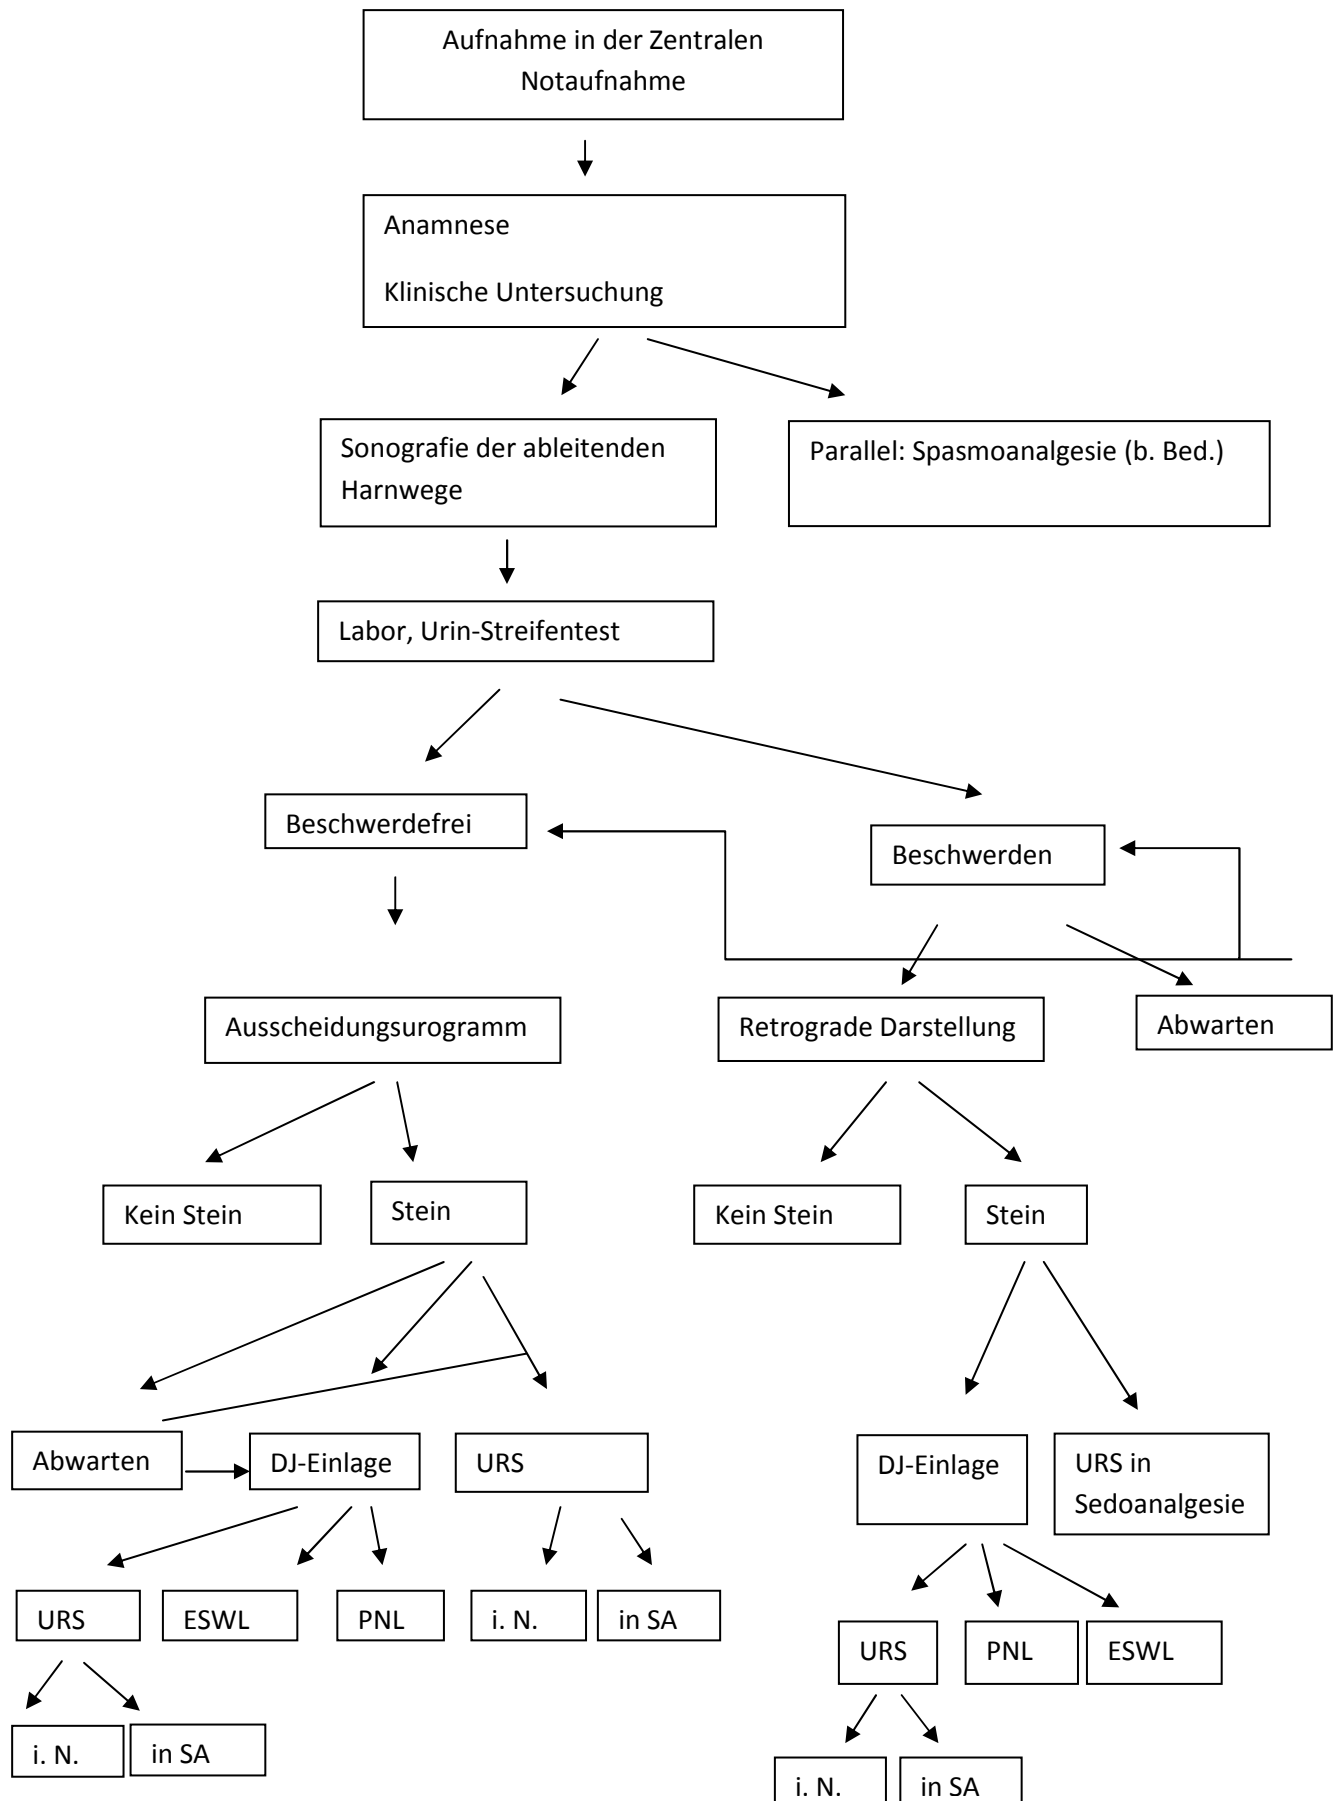 Aufnahme in der Zentralen
Notaufnahme
Anamnese
Klinische Untersuchung
Sonografie der ableitenden
Harnwege
Parallel: Spasmoanalgesie (b. Bed.)
Labor, Urin-Streifentest
Beschwerdefrei
Beschwerden
Ausscheidungsurogramm
Retrograde Darstellung
Abwarten
Kein Stein
Stein
Kein Stein
Stein
Abwarten
DJ-Einlage
URS
DJ-Einlage
URS in
Sedoanalgesie
URS
ESWL
PNL
i. N.
in SA
URS
PNL
ESWL
i. N.
in SA
i. N.
in SA